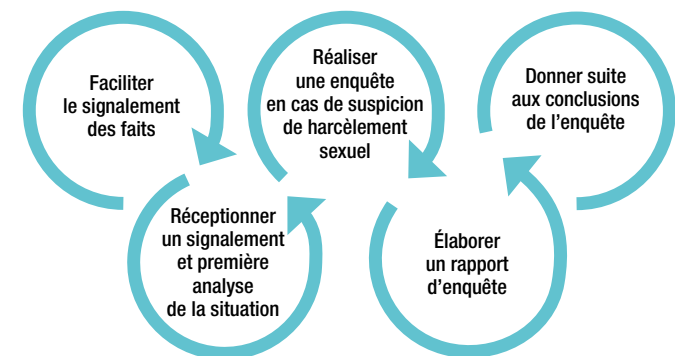 Faciliter
le signalement
des faits
Réceptionner
un signalement
et première
analyse
de la situation
Réaliser
une enquête
en cas de suspicion
de harcèlement
sexuel
Élaborer
un rapport
d’enquête
Donner suite
aux conclusions
de l’enquête